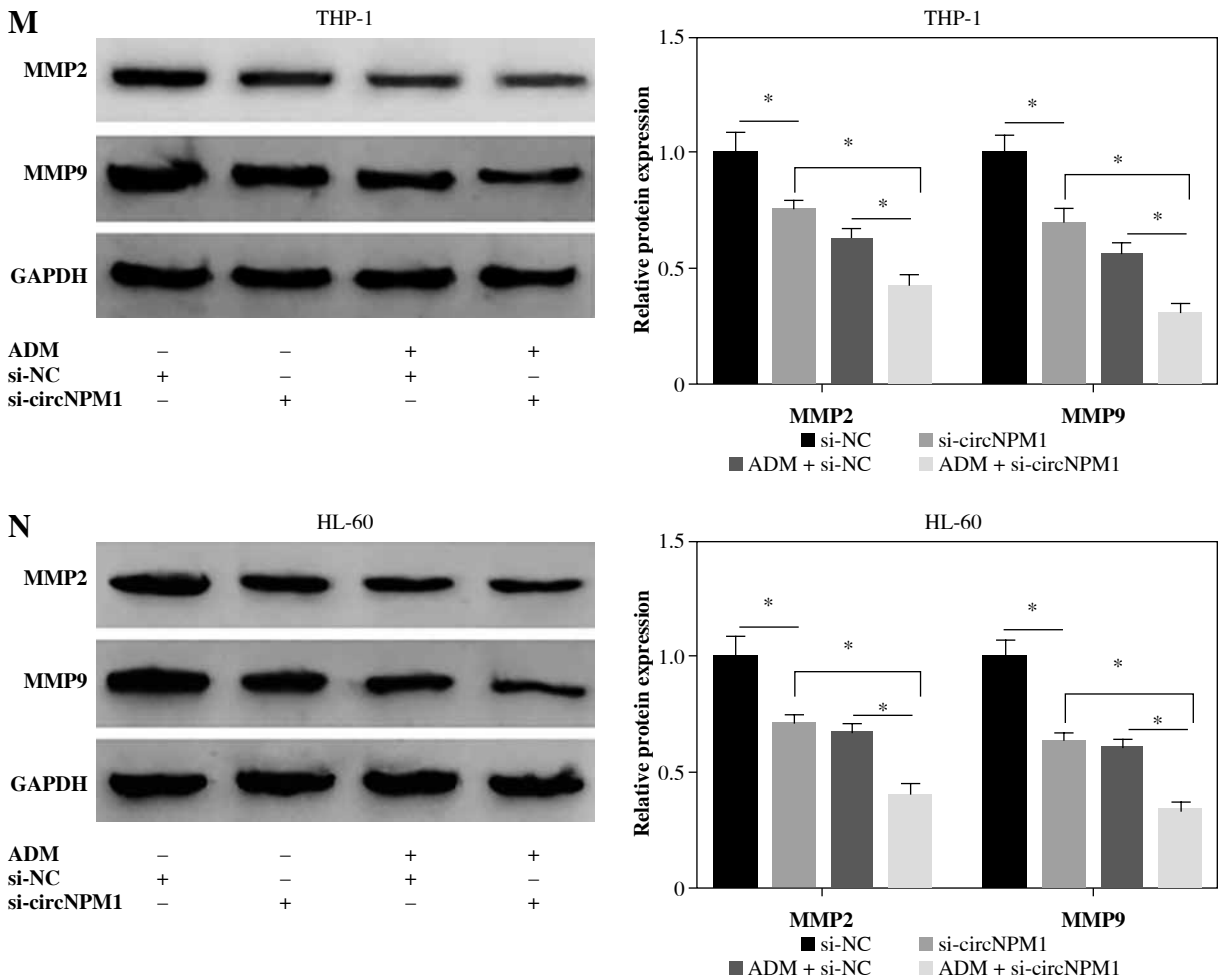 M
THP-1
MMP2
MMP9
GAPDH
ADM – – + +
si-NC + – + –
si-circNPM1 – + – +
THP-1
Relative protein expression
1.5
1.0
0.5
0
* * * * * *
MMP2 MMP9
si-NC si-circNPM1
ADM + si-NC ADM + si-circNPM1
N
HL-60
MMP2
MMP9
GAPDH
ADM – – + +
si-NC + – + –
si-circNPM1 – + – +
HL-60
Relative protein expression
1.5
1.0
0.5
0
* * * * * *
MMP2 MMP9
si-NC si-circNPM1
ADM + si-NC ADM + si-circNPM1